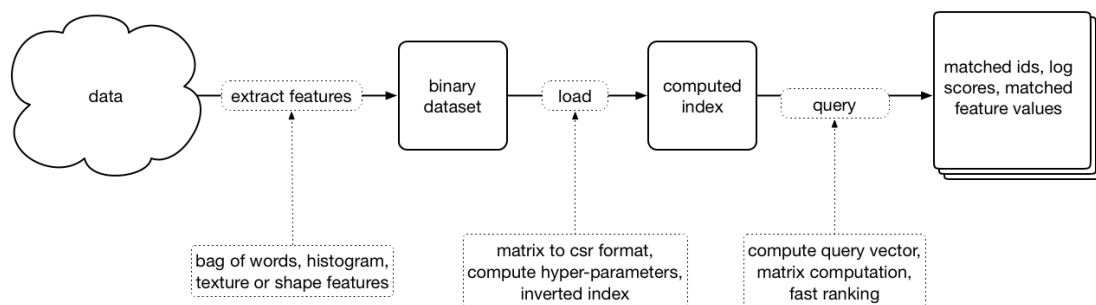 data
extract features
binary
dataset
load
computed
index
query
matched ids, log
scores, matched
feature values
bag of words, histogram,
texture or shape features
matrix to csr format,
compute hyper-parameters,
inverted index
compute query vector,
matrix computation,
fast ranking